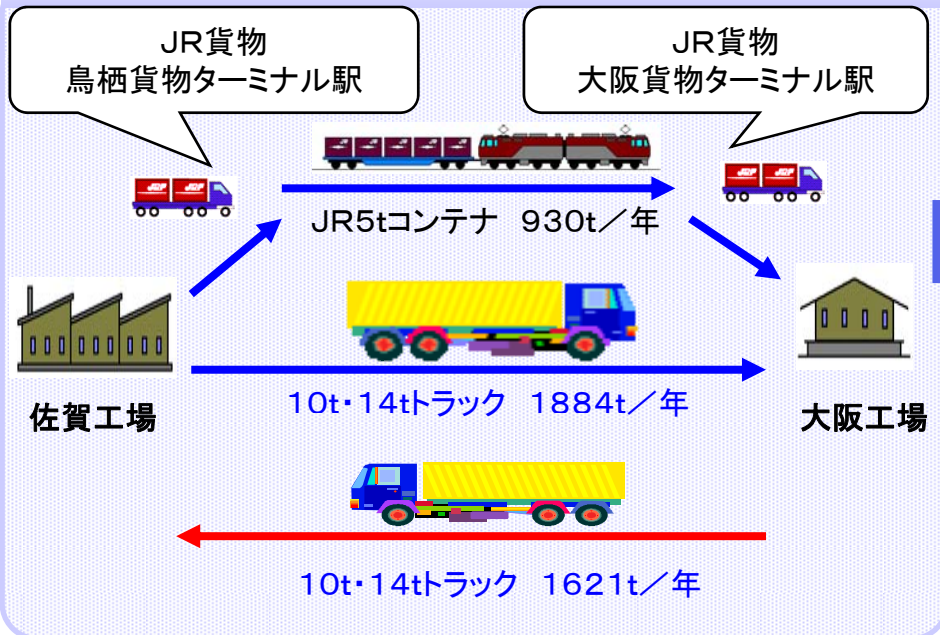 JR貨物
鳥栖貨物ターミナル駅
JR貨物
大阪貨物ターミナル駅
JR5tコンテナ 930t／年
10t・14tトラック 1884t／年
佐賀工場
大阪工場
10t・14tトラック 1621t／年